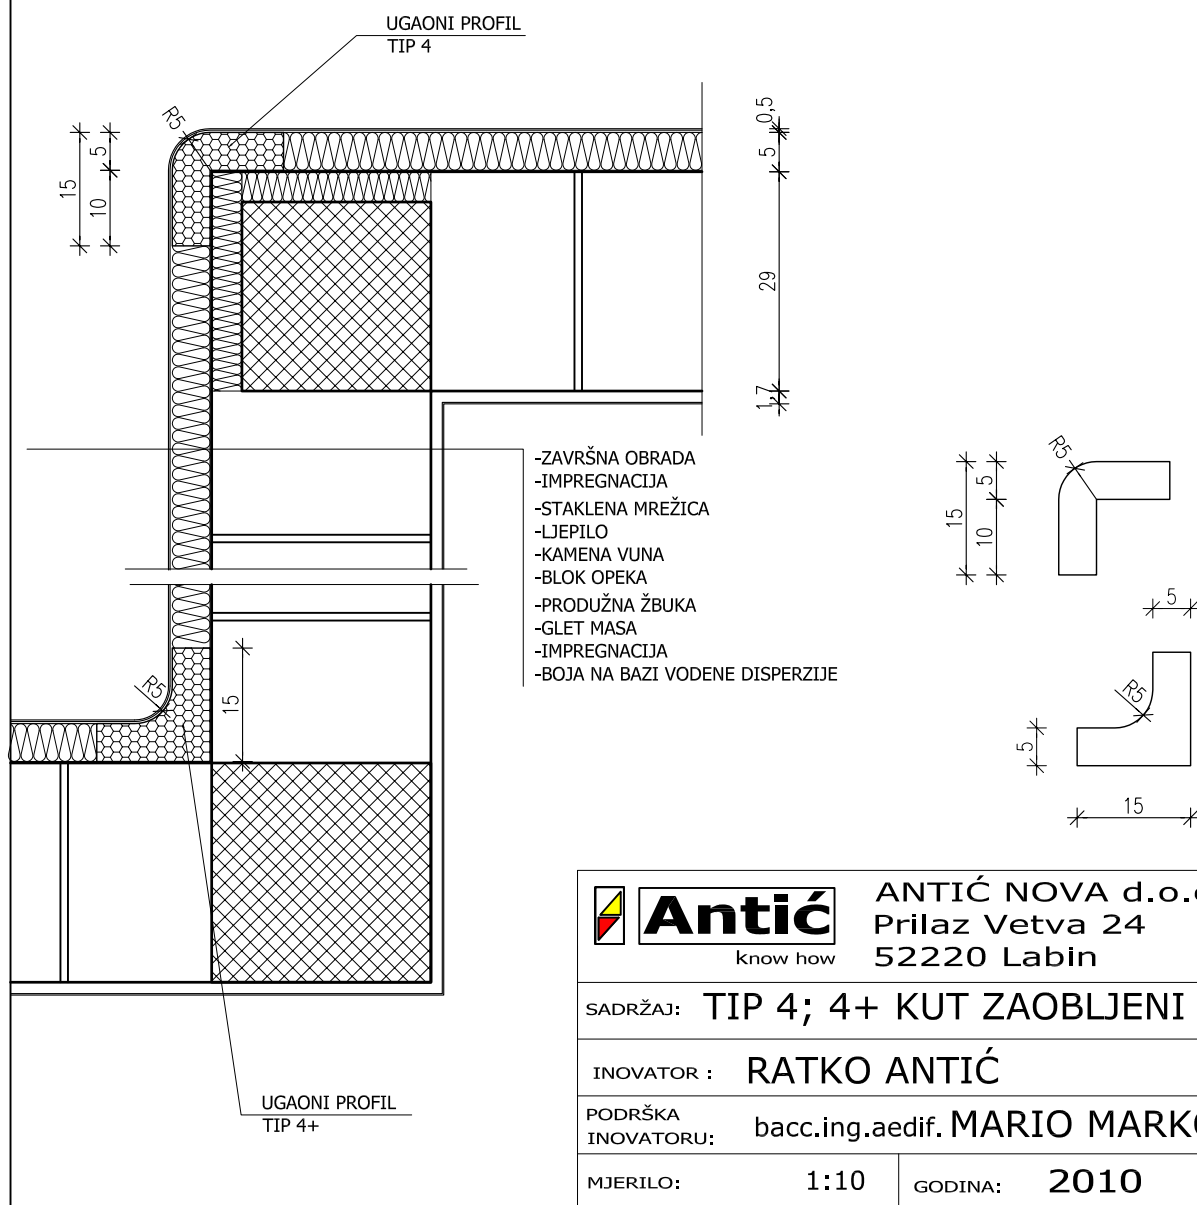 UGAONI PROFIL
TIP 4
R5
15
5
10
0,5
5
29
1,7
-ZAVRŠNA OBRADA
-IMPREGNACIJA
-STAKLENA MREŽICA
-LJEPILO
-KAMENA VUNA
-BLOK OPEKA
-PRODUŽNA ŽBUKA
-GLET MASA
-IMPREGNACIJA
-BOJA NA BAZI VODENE DISPERZIJE
R5
15
5
10
5
R5
5
15
R5
15
UGAONI PROFIL
TIP 4+
Antić
know how
ANTIĆ NOVA d.o.
Prilaz Vetva 24
52220 Labin
SADRŽAJ: TIP 4; 4+ KUT ZAOBLJENI
INOVATOR : RATKO ANTIĆ
PODRŠKA
INOVATORU: bacc.ing.aedif. MARIO
MJERILO: 1:10 GODINA: 2010